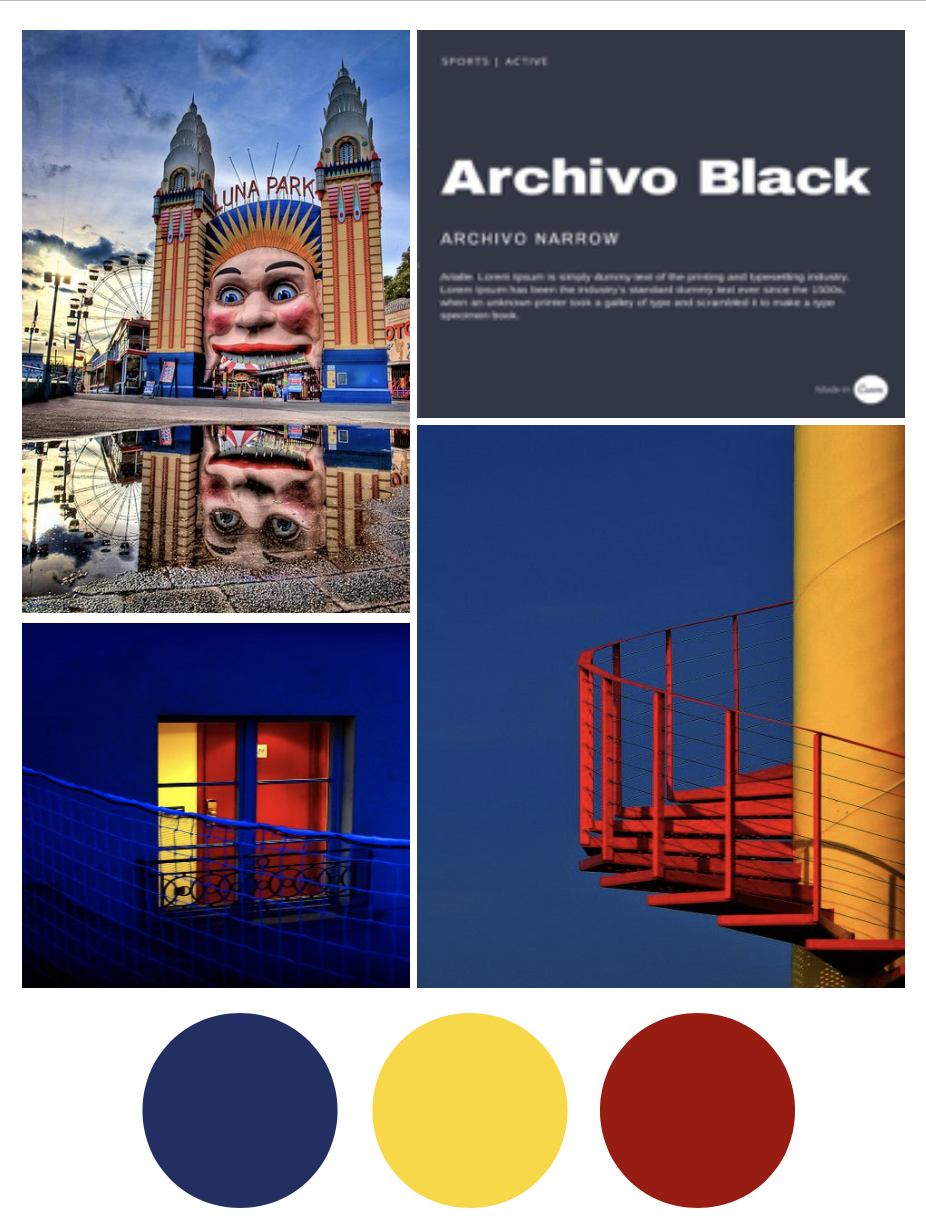 LUNA PARK
SPORTS | ACTIVE
Archivo Black
ARCHIVO NARROW
Ariafle. Lorem Ipsum is simply dummy text of the printing and typesetting industry.
Lorem Ipsum has been the industry's standard dummy text ever since the 1500s,
when an unknown printer took a galley of type and scrambled it to make a type
specimen book.
Made in Canva